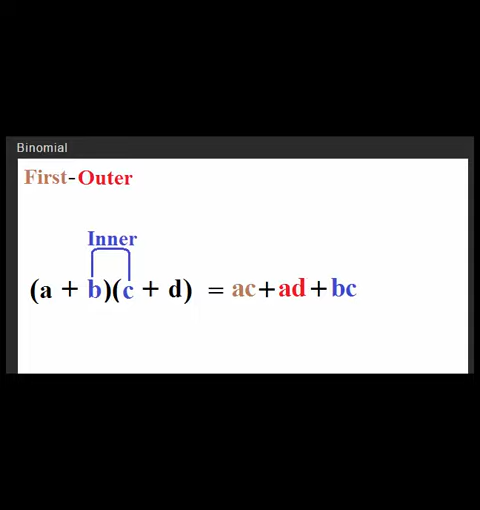 Binomial
First-Outer
Inner
(a + b)(c + d) = ac+ad+bc